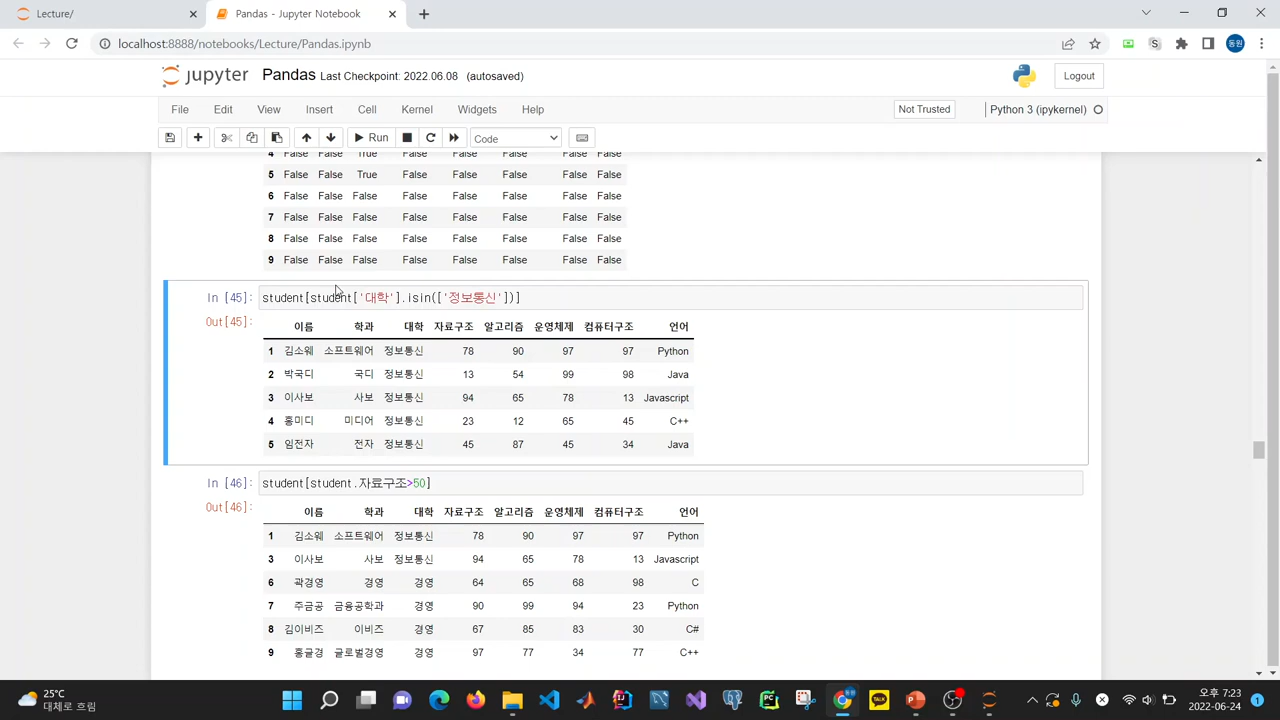 Lecture/
Pandas - Jupyter Notebook
localhost:8888/notebooks/Lecture/Pandas.ipynb
S
동원
jupyter Pandas Last Checkpoint: 2022.06.08 (autosaved)
Logout
File Edit View Insert Cell Kernel Widgets Help
Not Trusted Python 3 (ipykernel)
Run Code
4 False False True False False False False False
5 False False True False False False False False
6 False False False False False False False False
7 False False False False False False False False
8 False False False False False False False False
9 False False False False False False False False
In [45]: student[student['대학'].isin(['정보통신'])]
Out[45]:
이름 학과 대학 자료구조 알고리즘 운영체제 컴퓨터구조 언어
1 김소웨 소프트웨어 정보통신 78 90 97 97 Python
2 박국디 국디 정보통신 13 54 99 98 Java
3 이사보 사보 정보통신 94 65 78 13 Javascript
4 홍미디 미디어 정보통신 23 12 65 45 C++
5 임전자 전자 정보통신 45 87 45 34 Java
In [46]: student[student.자료구조>50]
Out[46]:
이름 학과 대학 자료구조 알고리즘 운영체제 컴퓨터구조 언어
1 김소웨 소프트웨어 정보통신 78 90 97 97 Python
3 이사보 사보 정보통신 94 65 78 13 Javascript
6 곽경영 경영 경영 64 65 68 98 C
7 주금공 금융공학과 경영 90 99 94 23 Python
8 김이비즈 이비즈 경영 67 85 83 30 C#
9 홍글경 글로벌경영 경영 97 77 34 77 C++
25°C
대체로 흐림
오후 7:23
2022-06-24